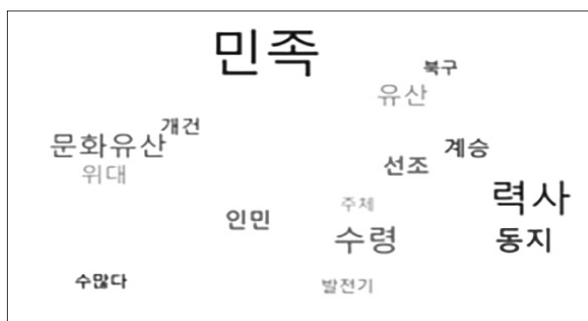 민족
북구
유산
개건
문화유산
계승
선조
위대
력사
주체
인민
수령
동지
수많다
발전기